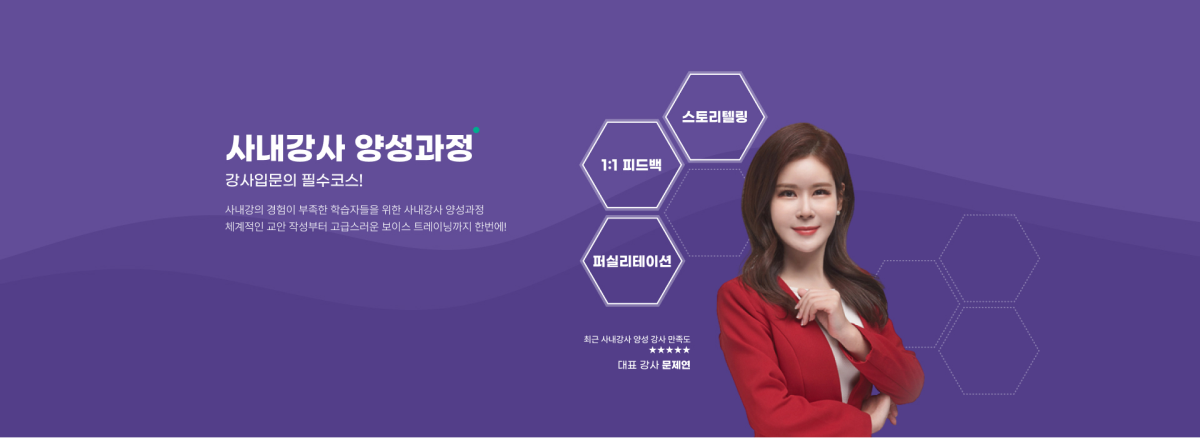 사내강사 양성과정
강사입문의 필수코스!
사내강의 경험이 부족한 학습자들을 위한 사내강사 양성과정
체계적인 교안 작성부터 고급스러운 보이스 트레이닝까지 한번에!
스토리텔링
1:1 피드백
퍼실리테이션
최근 사내강사 양성 강사 만족도
★★★★★
대표 강사 문제연